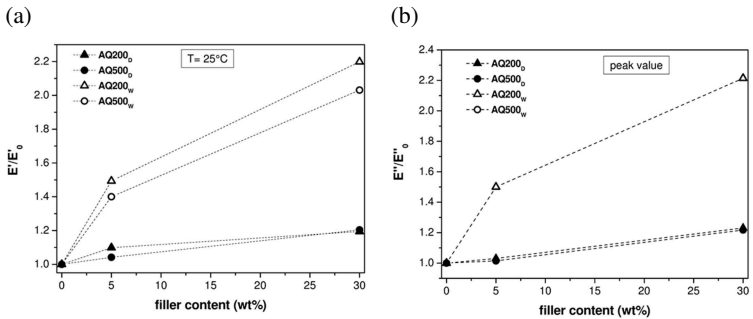 (a)
AQ200D
AQ500D
AQ200W
AQ500W
T= 25°C
2.2
2.0
1.8
1.6
1.4
1.2
1.0
E'/E'0
0 5 10 15 20 25 30
filler content (wt%)
(b)
AQ200D
AQ500D
AQ200W
AQ500W
peak value
2.4
2.2
2.0
1.8
1.6
1.4
1.2
1.0
E''/E''0
0 5 10 15 20 25 30
filler content (wt%)